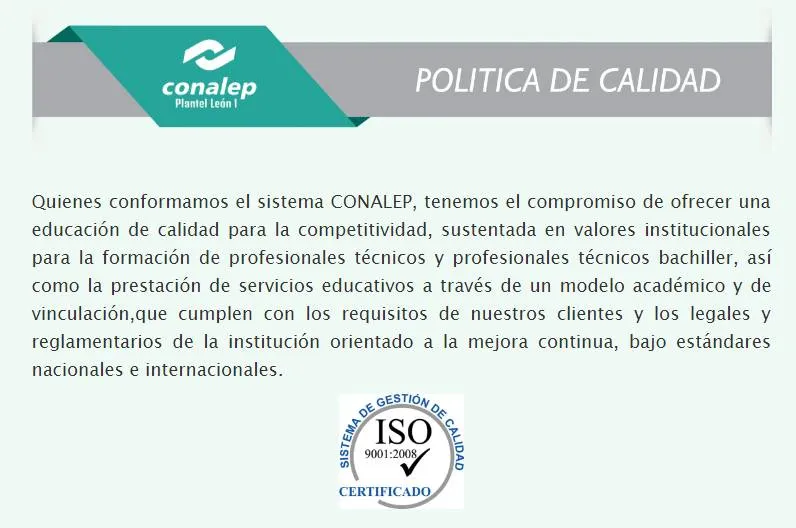 conalep
Plantel León I
POLITICA DE CALIDAD
Quienes conformamos el sistema CONALEP, tenemos el compromiso de ofrecer una
educación de calidad para la competitividad, sustentada en valores institucionales
para la formación de profesionales técnicos y profesionales técnicos bachiller, así
como la prestación de servicios educativos a través de un modelo académico y de
vinculación,que cumplen con los requisitos de nuestros clientes y los legales y
reglamentarios de la institución orientado a la mejora continua, bajo estándares
nacionales e internacionales.
SISTEMA DE GESTIÓN DE CALIDAD
ISO
9001:2008
CERTIFICADO